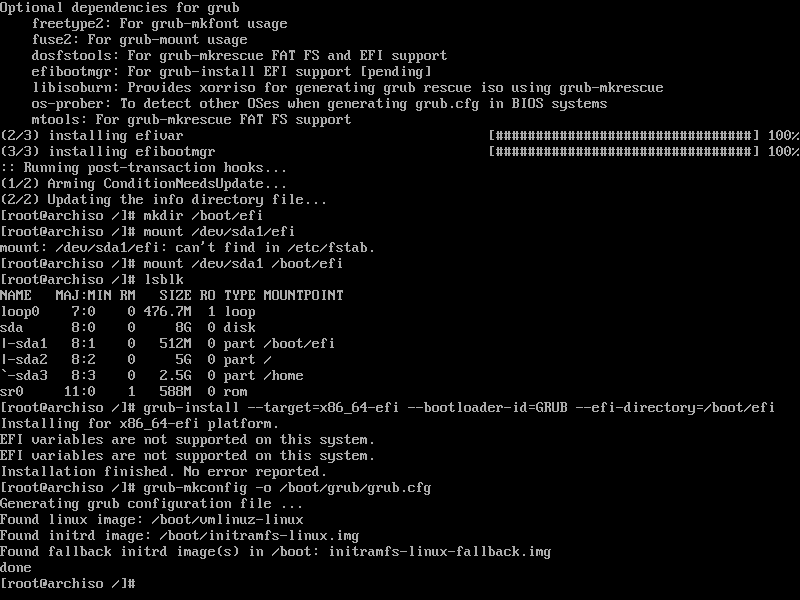 Optional dependencies for grub
    freetype2: For grub-mkfont usage
    fuse2: For grub-mount usage
    dosfstools: For grub-mkrescue FAT FS and EFI support
    efibootmgr: For grub-install EFI support [pending]
    libisoburn: Provides xorriso for generating grub rescue iso using grub-mkrescue
    os-prober: To detect other OSes when generating grub.cfg in BIOS systems
    mtools: For grub-mkrescue FAT FS support
(2/3) installing efivar                                      [################################] 100%
(3/3) installing efibootmgr                                  [################################] 100%
:: Running post-transaction hooks...
(1/2) Arming ConditionNeedsUpdate...
(2/2) Updating the info directory file...
[root@archiso /]# mkdir /boot/efi
[root@archiso /]# mount /dev/sda1/efi
mount: /dev/sda1/efi: can't find in /etc/fstab.
[root@archiso /]# mount /dev/sda1 /boot/efi
[root@archiso /]# lsblk
NAME   MAJ:MIN RM   SIZE RO TYPE MOUNTPOINT
loop0    7:0    0 476.7M  1 loop
sda      8:0    0     8G  0 disk
|-sda1   8:1    0   512M  0 part /boot/efi
|-sda2   8:2    0     5G  0 part /
`-sda3   8:3    0   2.5G  0 part /home
sr0     11:0    1   588M  0 rom
[root@archiso /]# grub-install --target=x86_64-efi --bootloader-id=GRUB --efi-directory=/boot/efi
Installing for x86_64-efi platform.
EFI variables are not supported on this system.
EFI variables are not supported on this system.
Installation finished. No error reported.
[root@archiso /]# grub-mkconfig -o /boot/grub/grub.cfg
Generating grub configuration file ...
Found linux image: /boot/vmlinuz-linux
Found initrd image: /boot/initramfs-linux.img
Found fallback initrd image(s) in /boot: initramfs-linux-fallback.img
done
[root@archiso /]#